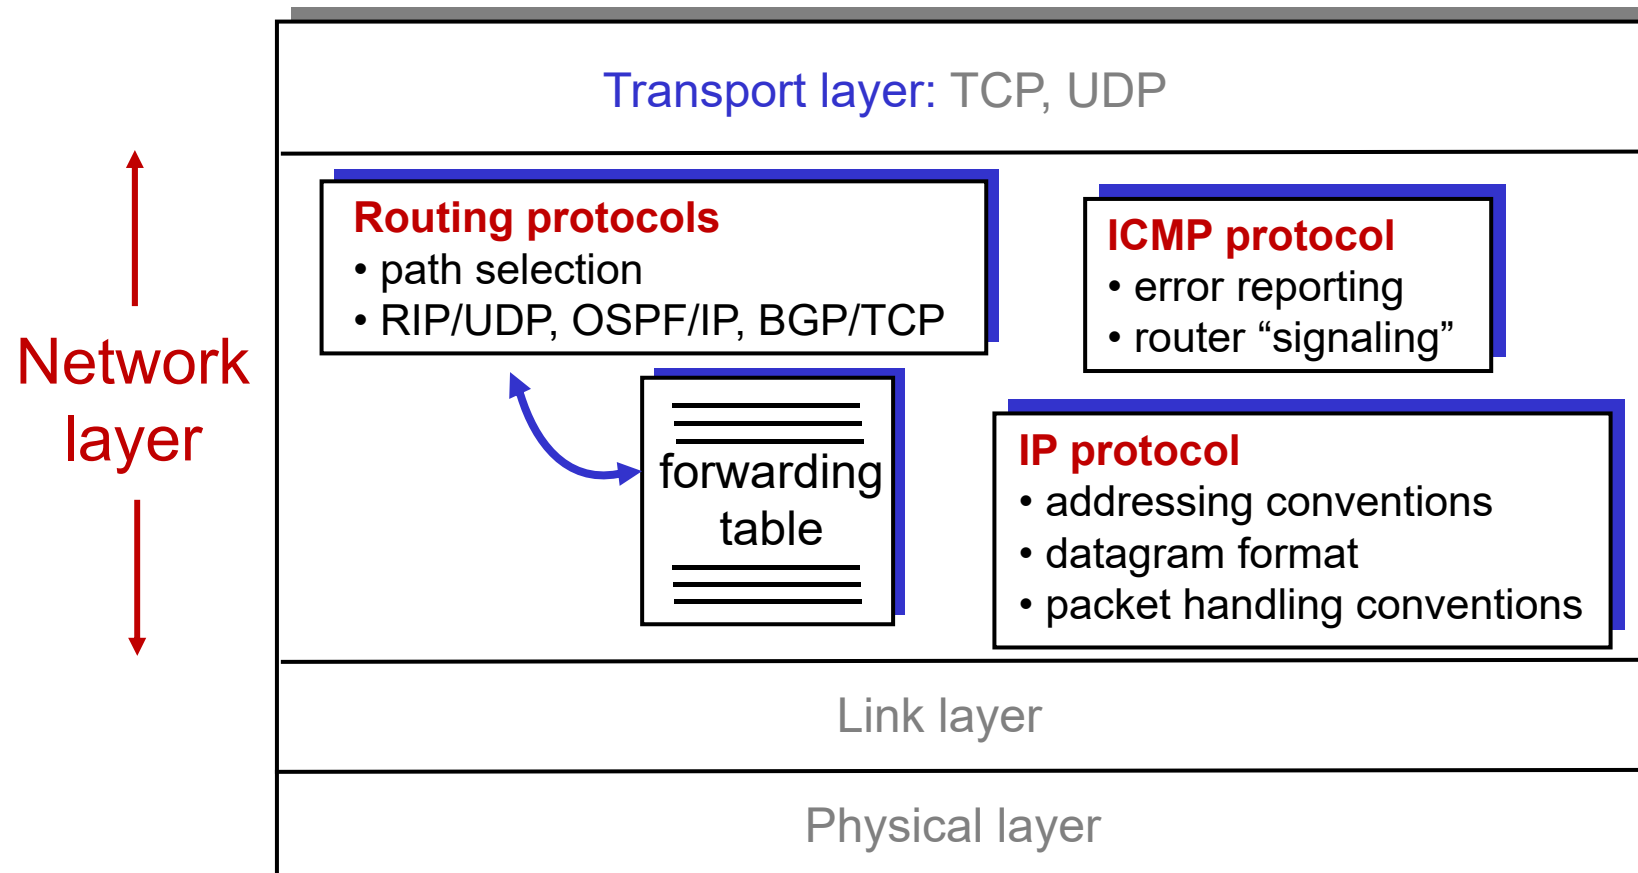 Transport layer: TCP, UDP
Network
layer
Routing protocols
• path selection
• RIP/UDP, OSPF/IP, BGP/TCP
ICMP protocol
• error reporting
• router “signaling”
forwarding
table
IP protocol
• addressing conventions
• datagram format
• packet handling conventions
Link layer
Physical layer